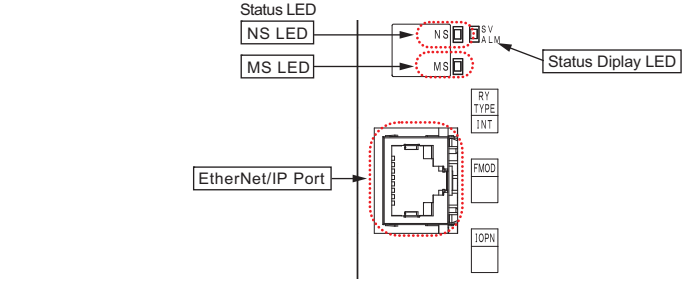 Status LED
NS LED
MS LED
NS
SV
ALM
MS
Status Diplay LED
RY
TYPE
INT
EtherNet/IP Port
FMOD
IOPN